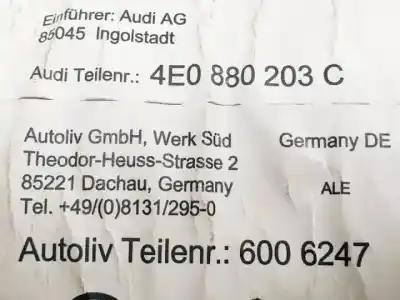 Einführer: Audi AG
85045 Ingolstadt
Audi Teilenr.: 4E0 880 203 C
Autoliv GmbH, Werk Süd Germany DE
Theodor-Heuss-Strasse 2
85221 Dachau, Germany ALE
Tel. +49/(0)8131/295-0
Autoliv Teilenr.: 600 6247